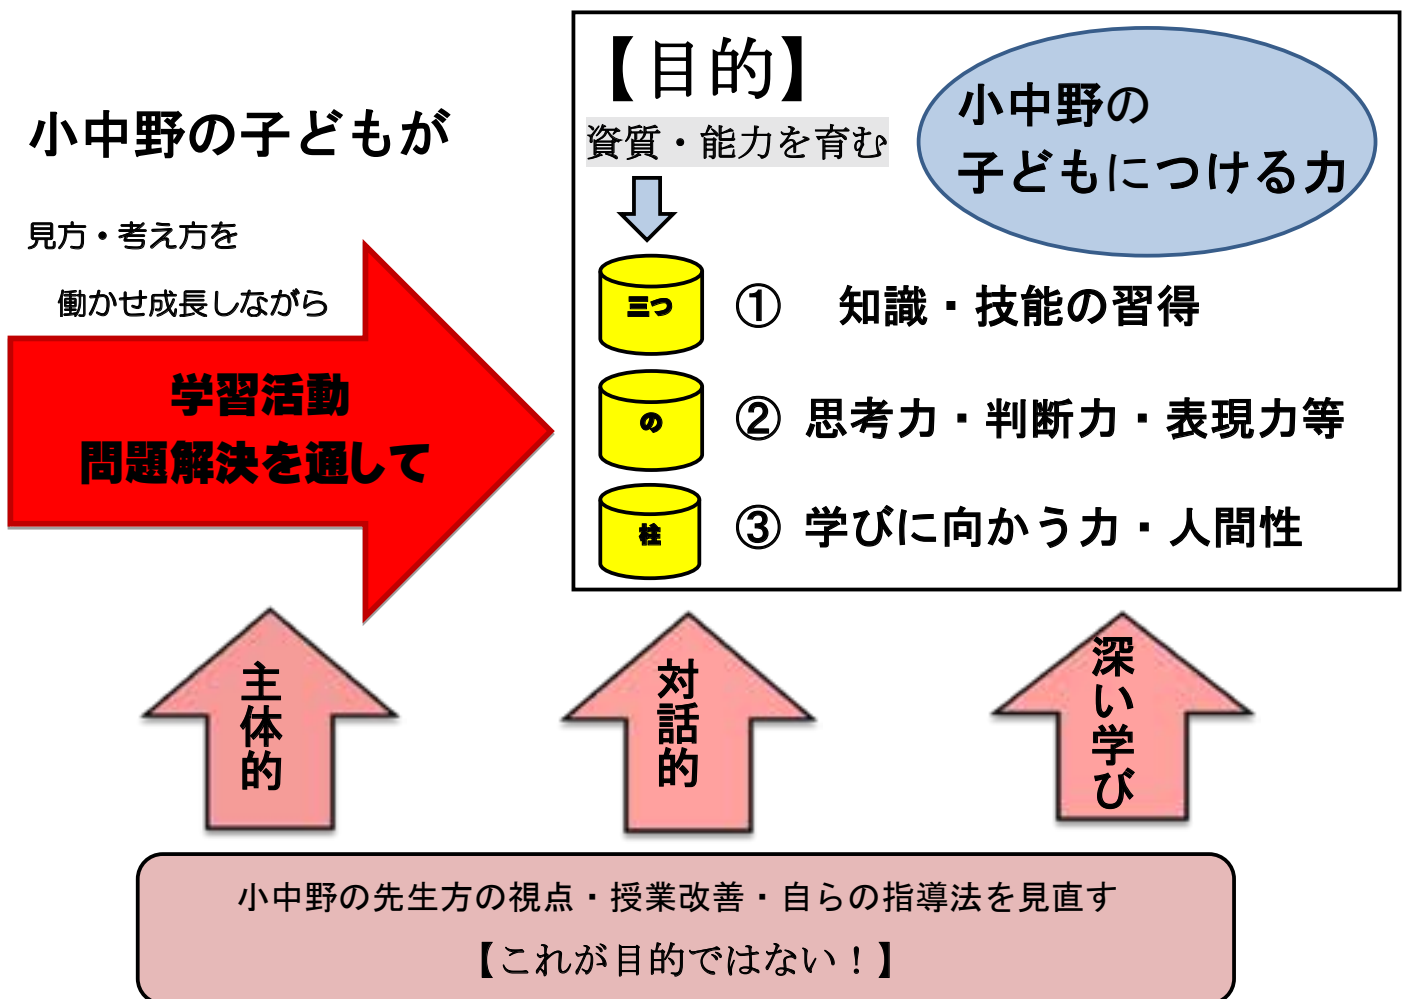 小中野の子どもが
見方・考え方を
働かせ成長しながら
学習活動
問題解決を通して
【目的】
資質・能力を育む
小中野の
子どもにつける力
三つ
① 知識・技能の習得
の
② 思考力・判断力・表現力等
柱
③ 学びに向かう力・人間性
主体的
対話的
深い学び
小中野の先生方の視点・授業改善・自らの指導法を見直す
【これが目的ではない！】